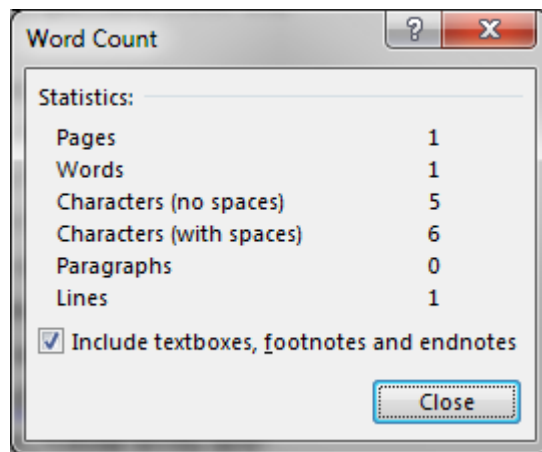 Word Count
?
X
Statistics:
Pages 1
Words 1
Characters (no spaces) 5
Characters (with spaces) 6
Paragraphs 0
Lines 1
Include textboxes, footnotes and endnotes
Close